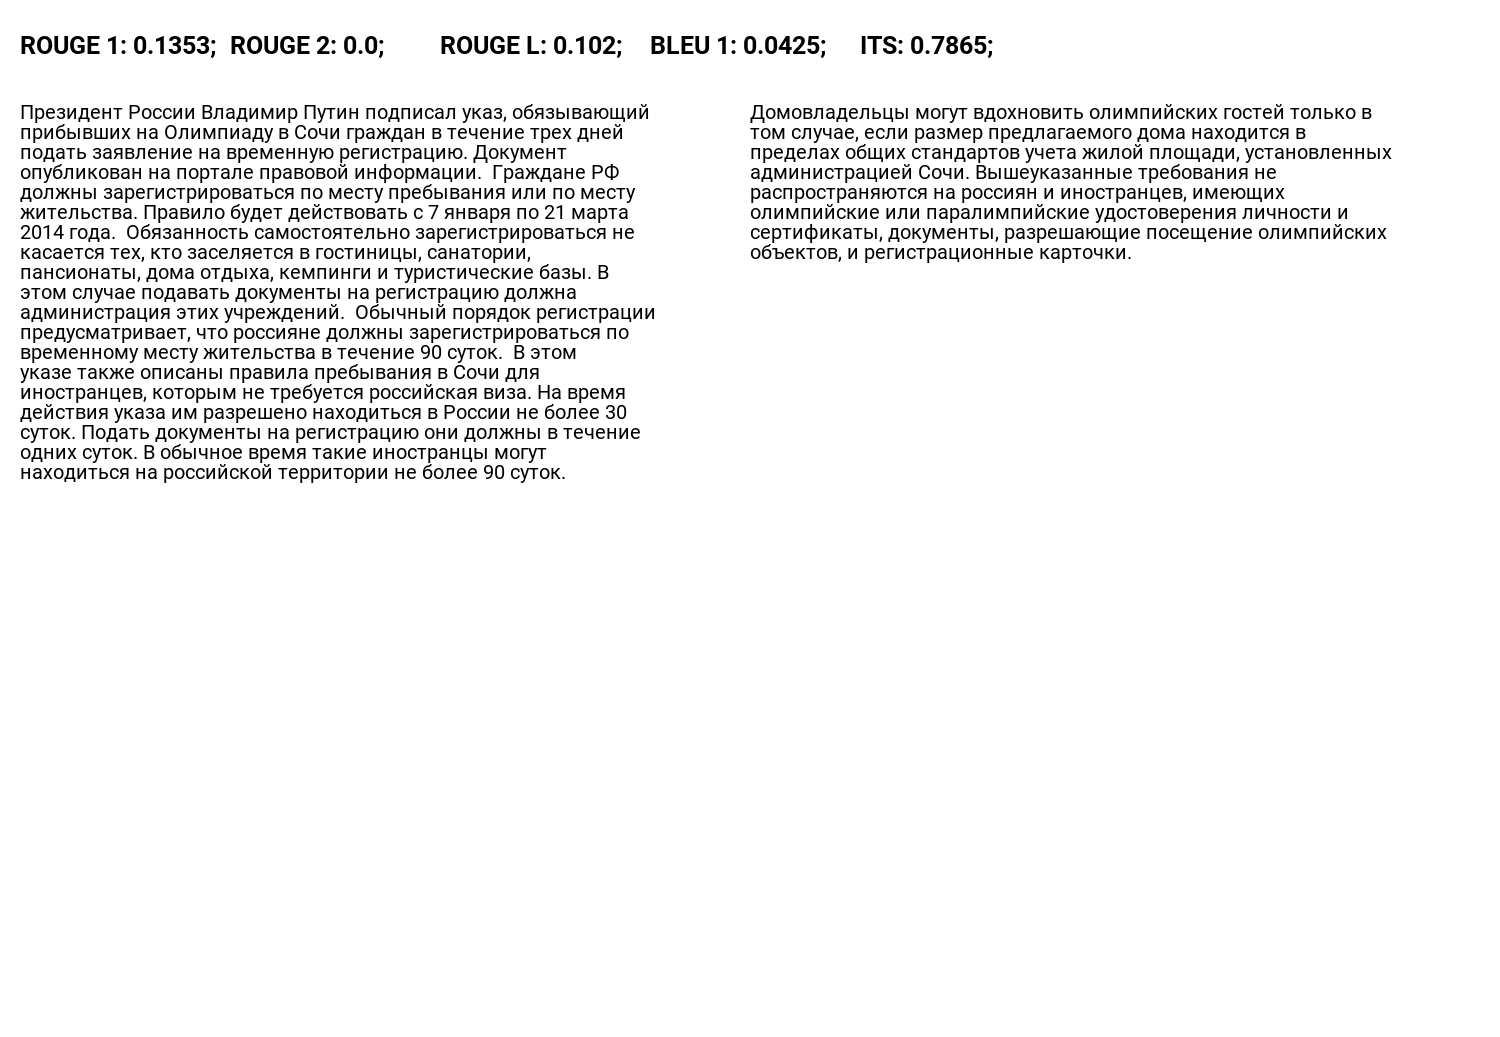 ROUGE 1: 0.1353; ROUGE 2: 0.0; ROUGE L: 0.102; BLEU 1: 0.0425; ITS: 0.7865;
Президент России Владимир Путин подписал указ, обязывающий
прибывших на Олимпиаду в Сочи граждан в течение трех дней
подать заявление на временную регистрацию. Документ
опубликован на портале правовой информации.  Граждане РФ
должны зарегистрироваться по месту пребывания или по месту
жительства. Правило будет действовать с 7 января по 21 марта
2014 года.  Обязанность самостоятельно зарегистрироваться не
касается тех, кто заселяется в гостиницы, санатории,
пансионаты, дома отдыха, кемпинги и туристические базы. В
этом случае подавать документы на регистрацию должна
администрация этих учреждений.  Обычный порядок регистрации
предусматривает, что россияне должны зарегистрироваться по
временному месту жительства в течение 90 суток.  В этом
указе также описаны правила пребывания в Сочи для
иностранцев, которым не требуется российская виза. На время
действия указа им разрешено находиться в России не более 30
суток. Подать документы на регистрацию они должны в течение
одних суток. В обычное время такие иностранцы могут
находиться на российской территории не более 90 суток.
Домовладельцы могут вдохновить олимпийских гостей только в
том случае, если размер предлагаемого дома находится в
пределах общих стандартов учета жилой площади, установленных
администрацией Сочи. Вышеуказанные требования не
распространяются на россиян и иностранцев, имеющих
олимпийские или паралимпийские удостоверения личности и
сертификаты, документы, разрешающие посещение олимпийских
объектов, и регистрационные карточки.